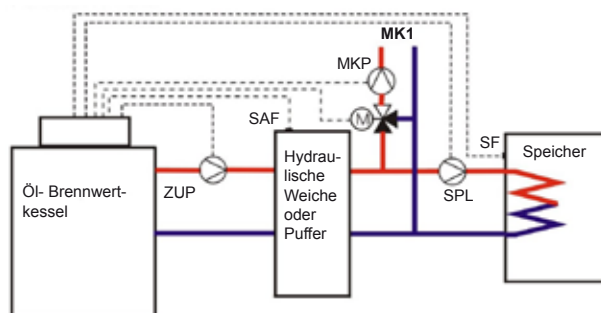 MK1
MKP
M
SAF
SF
Speicher
Öl- Brennwert-
kessel
ZUP
Hydrau-
lische
Weiche
oder
Puffer
SPL